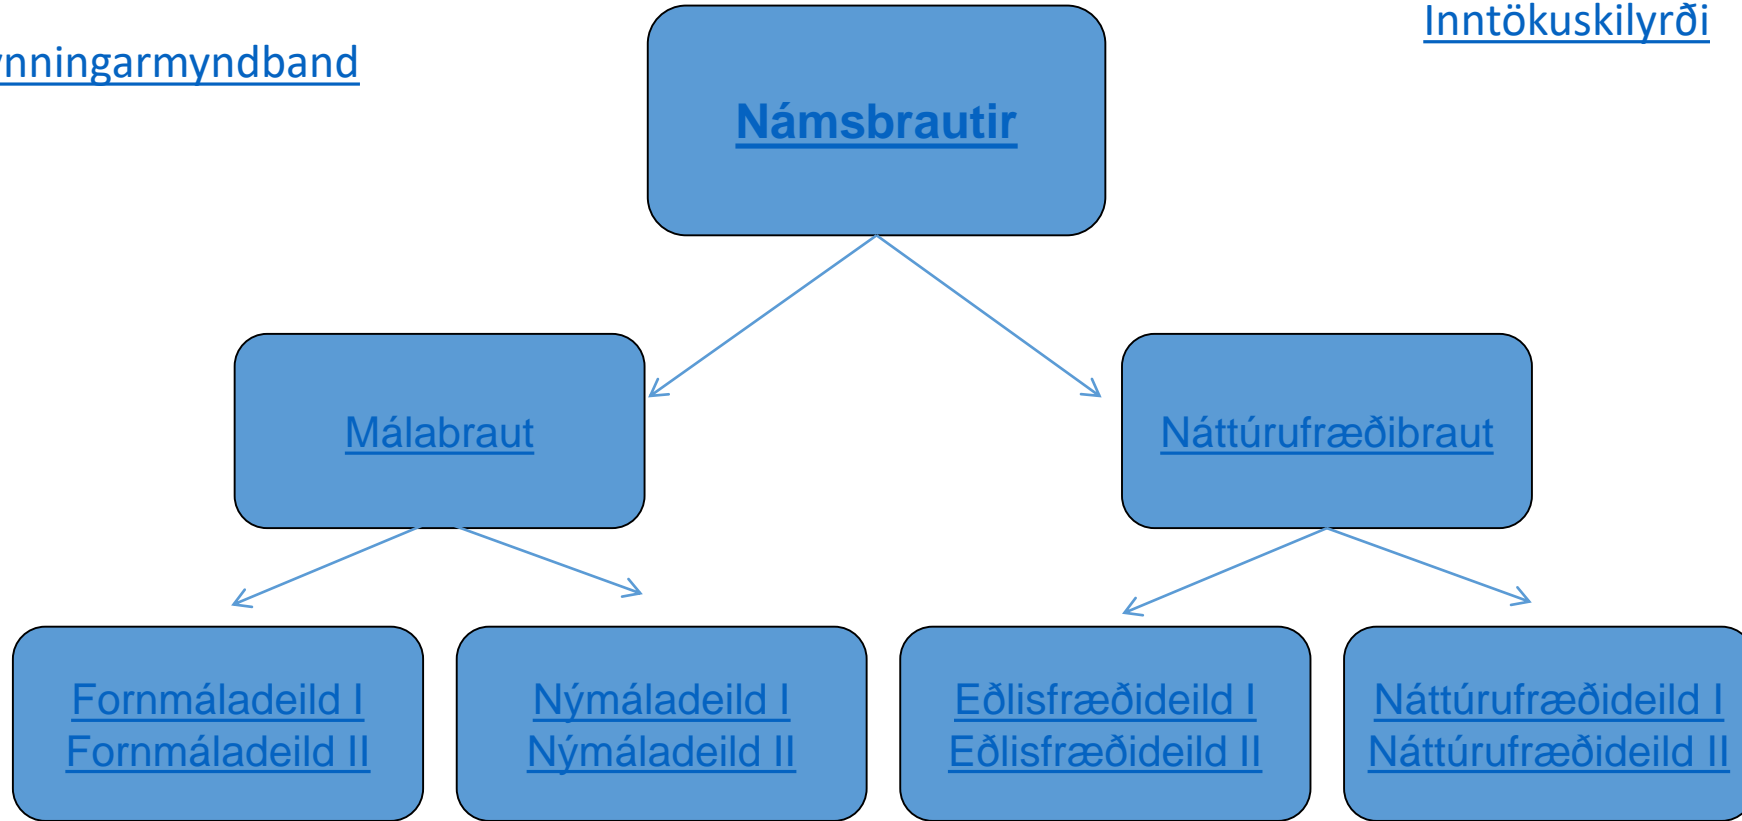 Inntökuskilyrði
ynningarmyndband
Námsbrautir
Málabraut
Náttúrufræðibraut
Fornmáladeild I
Fornmáladeild II
Nýmáladeild I
Nýmáladeild II
Eðlisfræðideild I
Eðlisfræðideild II
Náttúrufræðideild I
Náttúrufræðideild II